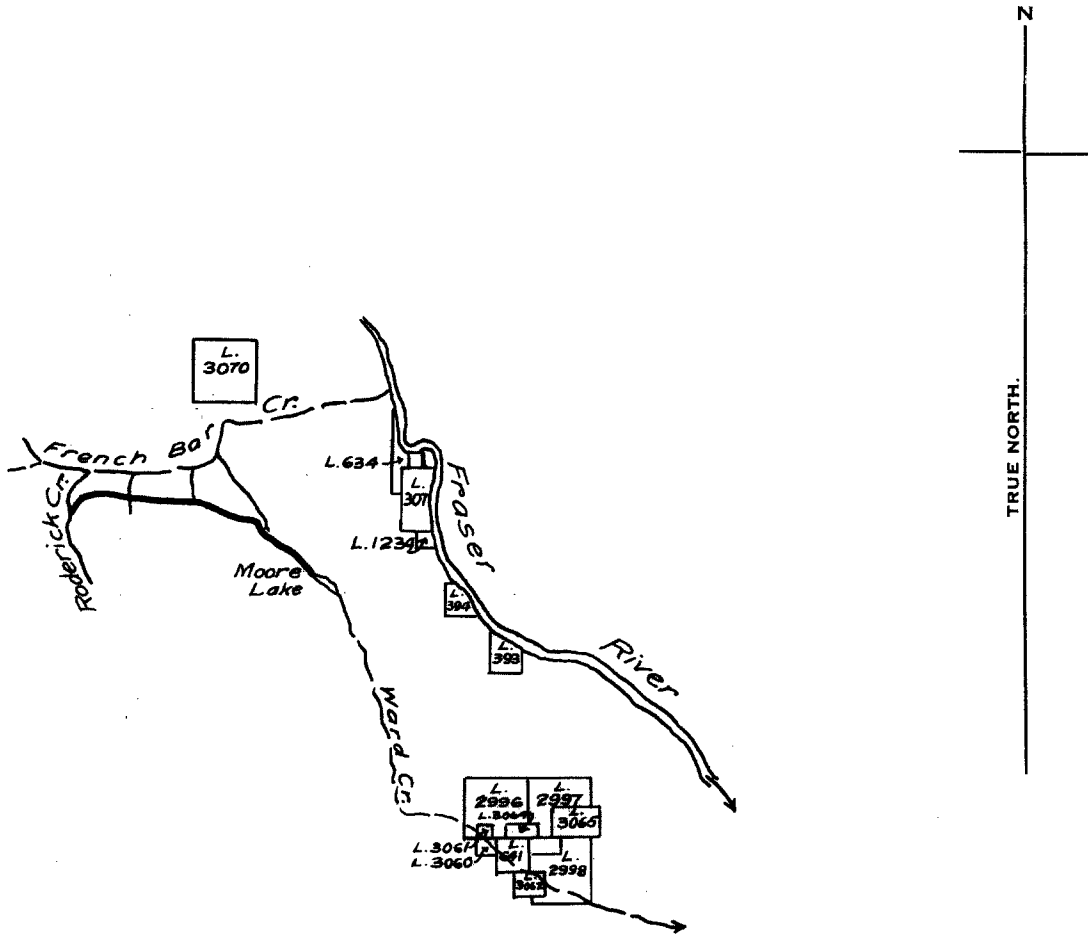 N
TRUE NORTH.
L.
3070
Cr.
French Bar
L.634
L.
307
Fraser
Roderick Cr.
L.1234
Moore
Lake
L.
394
L.
393
River
Ward Cr.
L.
2996
L.
2997
L.
3065
L.3061
L.3060
L.
641
L.
2998
L.